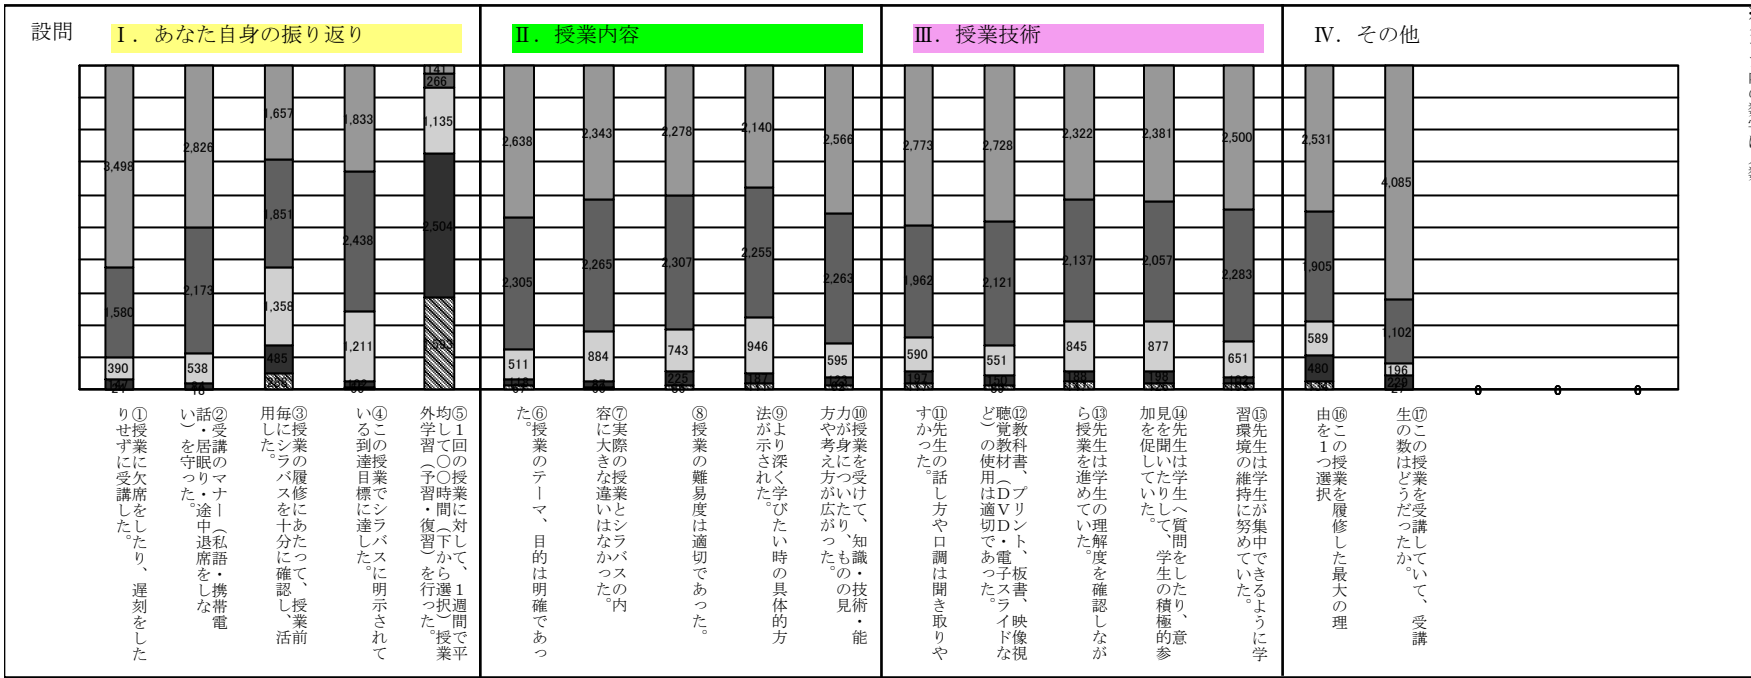 設問
Ⅰ．あなた自身の振り返り
Ⅱ．授業内容
Ⅲ．授業技術
Ⅳ．その他
3,498
1,580
390
2,826
2,173
538
1,657
1,851
1,358
485
1,833
2,438
1,211
141
266
1,135
2,504
1,593
2,638
2,305
511
2,343
2,265
884
2,278
2,307
743
225
2,140
2,255
946
187
2,566
2,263
595
2,773
1,962
590
197
2,728
2,121
551
150
2,322
2,137
845
188
2,381
2,057
877
198
2,500
2,283
651
2,531
1,905
589
480
4,085
1,102
196
229
27
0
0
0
①授業に欠席をしたり、遅刻をした
りせずに受講した。
②受講のマナー（私語・携帯電
話・居眠り・途中退席をしな
い）を守った。
③授業の履修にあたって、授業前
毎にシラバスを十分に確認し、活
用した。
④この授業でシラバスに明示されて
いる到達目標に達した。
⑤１回の授業に対して、１週間で平
均して〇〇時間（下から選択）授業
外学習（予習・復習）を行った。
⑥授業のテーマ、目的は明確であっ
た。
⑦実際の授業とシラバスの内
容に大きな違いはなかった。
⑧授業の難易度は適切であった。
⑨より深く学びたい時の具体的方
法が示された。
⑩授業を受けて、知識・技術・能
力が身についたり、ものの見
方や考え方が広がった。
⑪先生の話し方や口調は聞き取りや
すかった。
⑫教科書、プリント、板書、映像視
聴覚教材（ＤＶＤ・電子スライドな
ど）の使用は適切であった。
⑬先生は学生の理解度を確認しなが
ら授業を進めていた。
⑭先生は学生へ質問をしたり、意
見を聞いたりして、学生の積極的参
加を促していた。
⑮先生は学生が集中できるように学
習環境の維持に努めていた。
⑯この授業を履修した最大の理
由を１つ選択
⑰この授業を受講していて、受講
生の数はどうだったか。